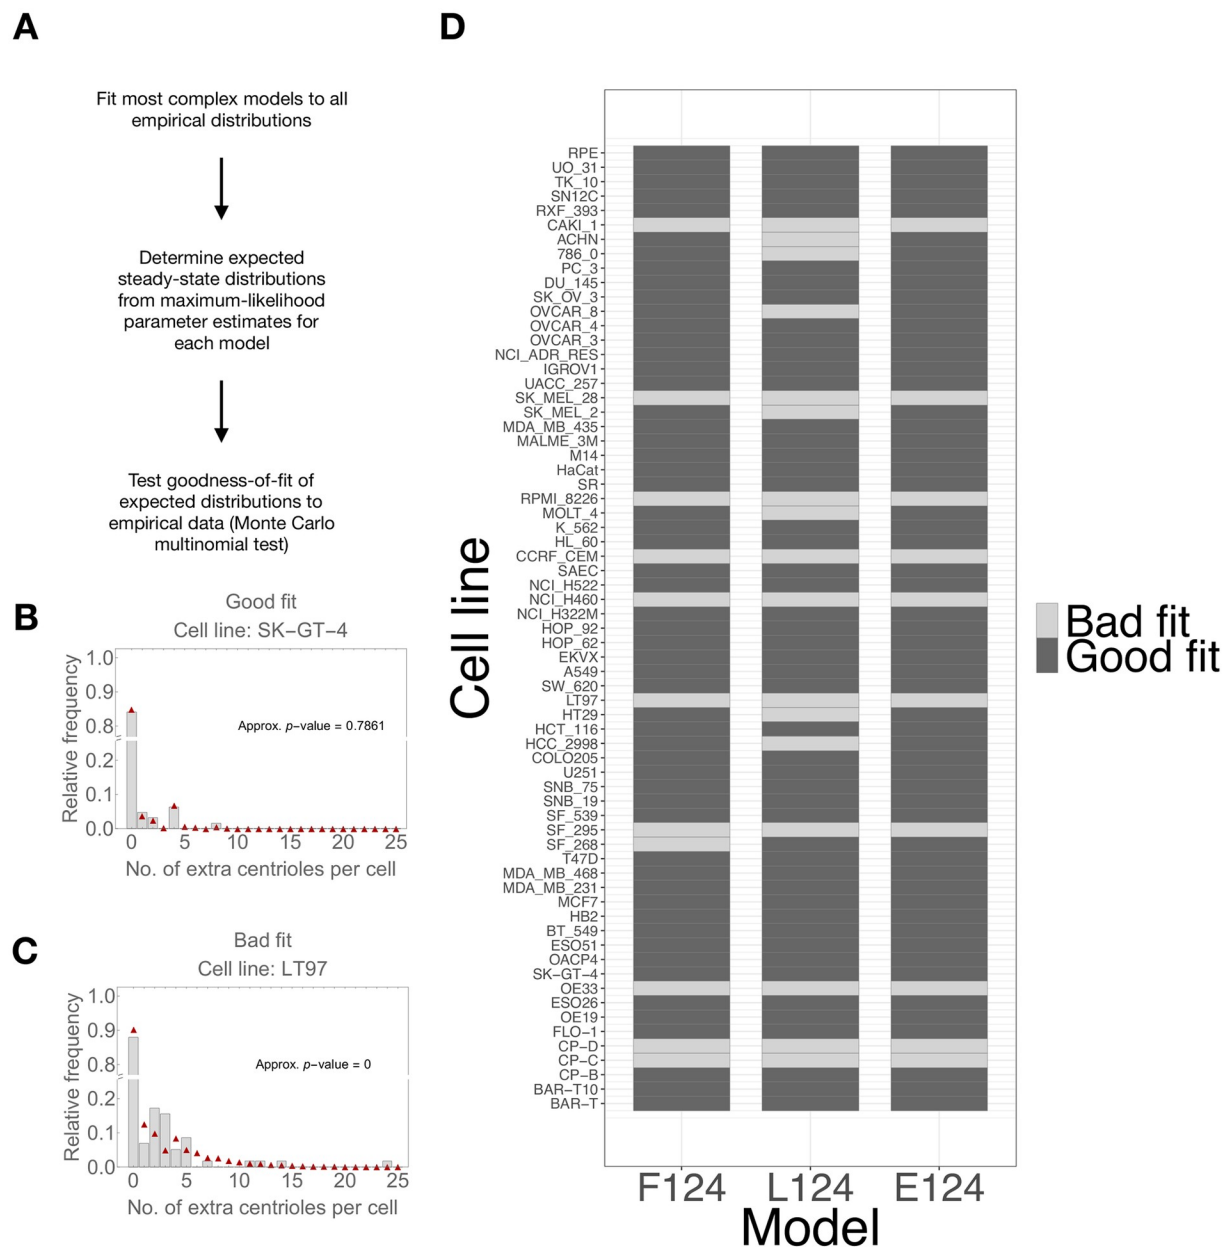 A
Fit most complex models to all
empirical distributions
Determine expected
steady-state distributions
from maximum-likelihood
parameter estimates for
each model
Test goodness-of-fit of
expected distributions to
empirical data (Monte Carlo
multinomial test)
B
Good fit
Cell line: SK−GT−4
Relative frequency
1.0
0.9
0.8
0.2
0.1
0.0
Approx. p−value = 0.7861
0 5 10 15 20 25
No. of extra centrioles per cell
C
Bad fit
Cell line: LT97
Relative frequency
1.0
0.9
0.8
0.2
0.1
0.0
Approx. p−value = 0
0 5 10 15 20 25
No. of extra centrioles per cell
D
Cell line
RPE
UO_31
TK_10
SN12C
RXF_393
CAKI_1
ACHN
786_0
PC_3
DU_145
SK_OV_3
OVCAR_8
OVCAR_4
OVCAR_3
NCI_ADR_RES
IGROV1
UACC_257
SK_MEL_28
SK_MEL_2
MDA_MB_435
MALME_3M
M14
HaCat
SR
RPMI_8226
MOLT_4
K_562
HL_60
CCRF_CEM
SAEC
NCI_H522
NCI_H460
NCI_H322M
HOP_92
HOP_62
EKVX
A549
SW_620
LT97
HT29
HCT_116
HCC_2998
COLO205
U251
SNB_75
SNB_19
SF_539
SF_295
SF_268
T47D
MDA_MB_468
MDA_MB_231
MCF7
HB2
BT_549
ESO51
OACP4
SK−GT−4
OE33
ESO26
OE19
FLO−1
CP−D
CP−C
CP−B
BAR−T10
BAR−T
F124 L124 E124
Model
Bad fit
Good fit